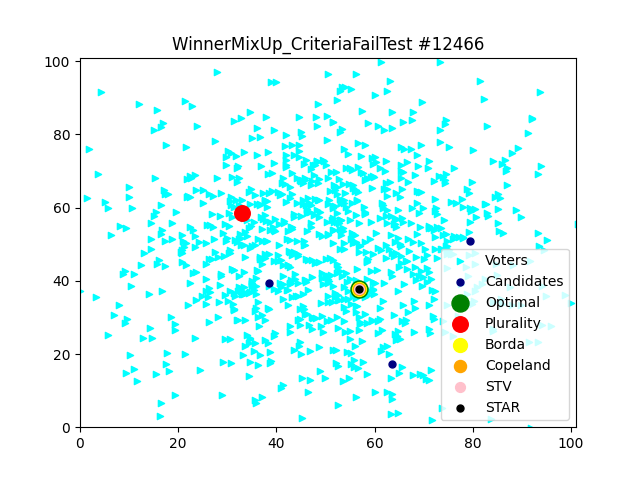 WinnerMixUp_CriteriaFailTest #12466
100
80
60
40
20
0
0
20
40
60
80
100
Voters
Candidates
Optimal
Plurality
Borda
Copeland
STV
STAR